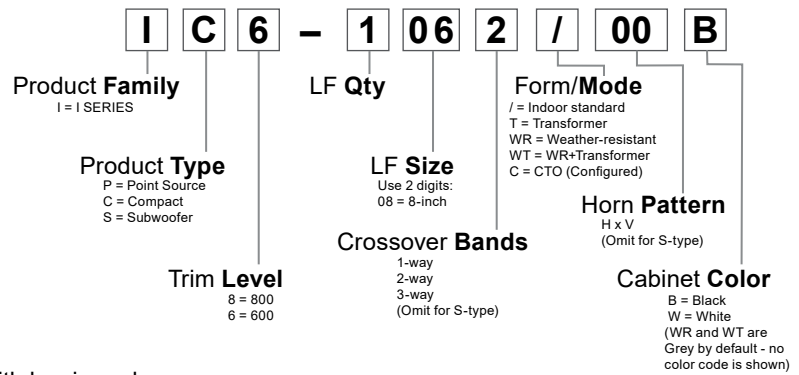 I C 6 – 1 06 2 / 00 B
Product Family
I = I SERIES
LF Qty
Form/Mode
/ = Indoor standard
T = Transformer
WR = Weather-resistant
WT = WR+Transformer
C = CTO (Configured)
Product Type
P = Point Source
C = Compact
S = Subwoofer
LF Size
Use 2 digits:
08 = 8-inch
Horn Pattern
H x V
(Omit for S-type)
Crossover Bands
1-way
2-way
3-way
(Omit for S-type)
Trim Level
8 = 800
6 = 600
Cabinet Color
B = Black
W = White
(WR and WT are
Grey by default - no
color code is shown)